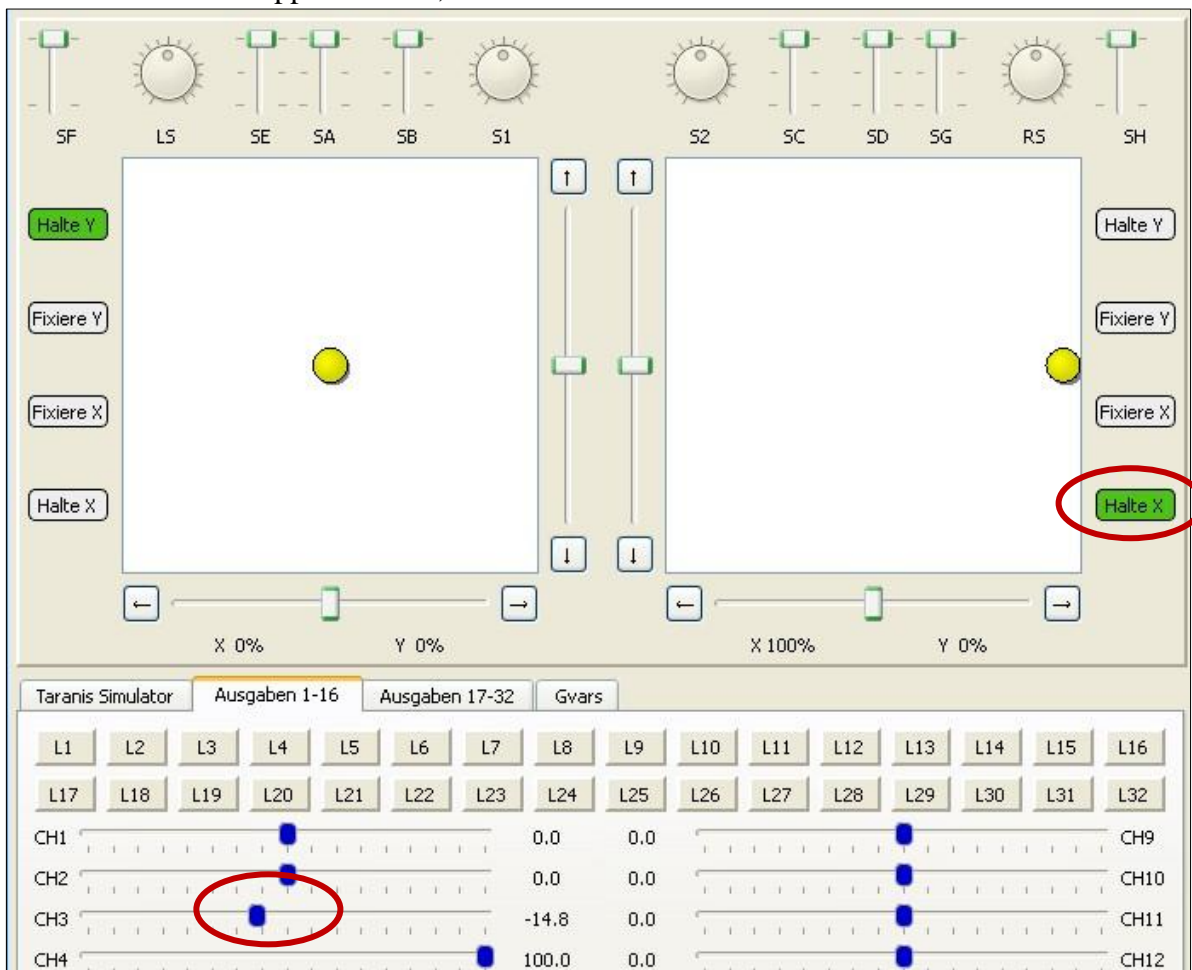 SF LS SE SA SB S1 S2 SC SD SG RS SH
↑ ↑
Halte Y Halte Y
Fixiere Y Fixiere Y
Fixiere X Fixiere X
Halte X Halte X
↓ ↓
← → ← →
X 0% Y 0% X 100% Y 0%
Taranis Simulator Ausgaben 1-16 Ausgaben 17-32 Gvars
L1 L2 L3 L4 L5 L6 L7 L8 L9 L10 L11 L12 L13 L14 L15 L16
L17 L18 L19 L20 L21 L22 L23 L24 L25 L26 L27 L28 L29 L30 L31 L32
CH1 0.0 0.0 CH9
CH2 0.0 0.0 CH10
CH3 -14.8 0.0 CH11
CH4 100.0 0.0 CH12